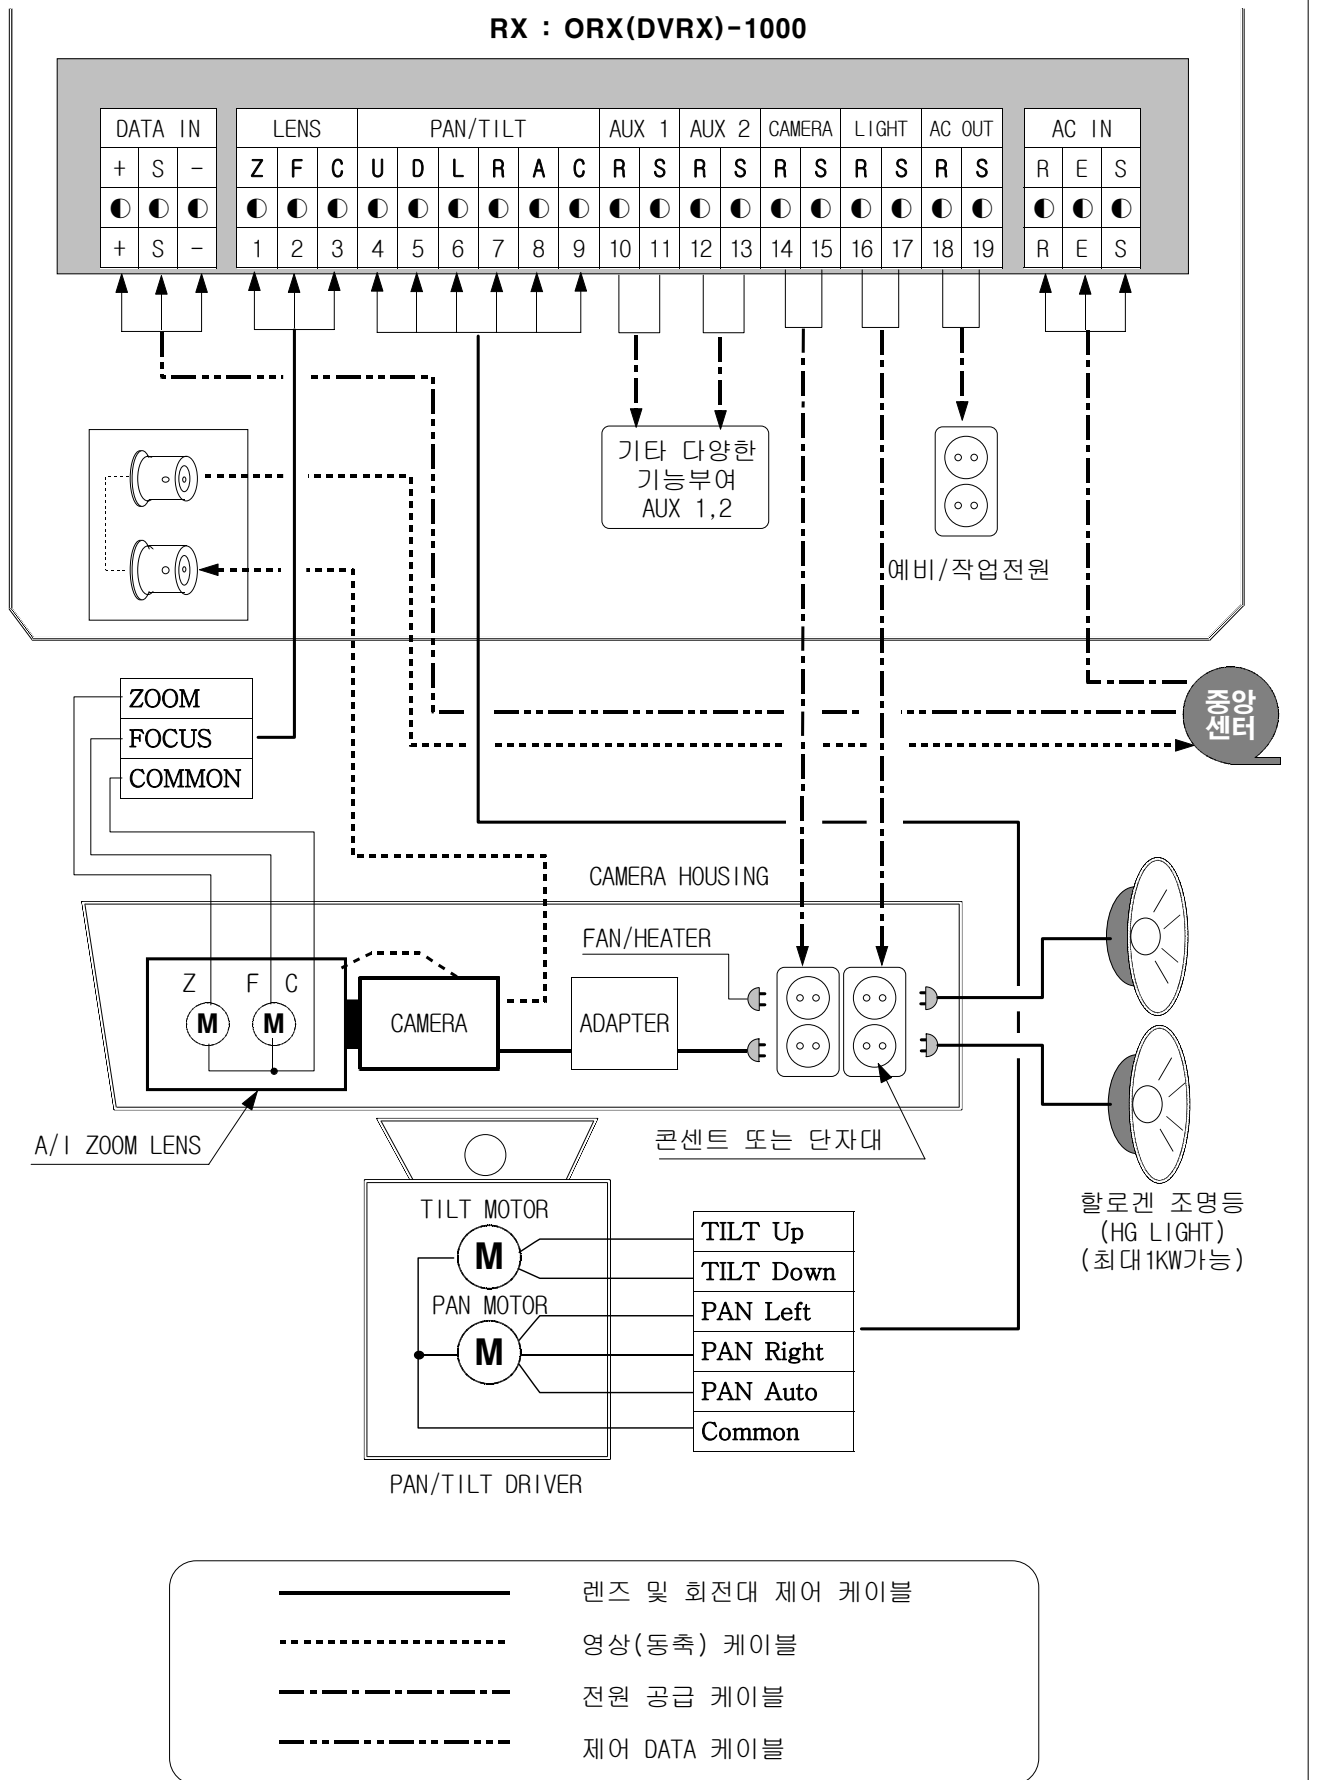 RX : ORX(DVRX)-1000
DATA IN LENS PAN/TILT AUX 1 AUX 2 CAMERA LIGHT AC OUT AC IN
+ S - Z F C U D L R A C R S R S R S R S R S R E S
+ S - 1 2 3 4 5 6 7 8 9 10 11 12 13 14 15 16 17 18 19 R E S
기타 다양한
기능부여
AUX 1,2
예비/작업전원
ZOOM
FOCUS
COMMON
중앙
센터
CAMERA HOUSING
FAN/HEATER
Z F C
M M
CAMERA
ADAPTER
A/I ZOOM LENS
콘센트 또는 단자대
할로겐 조명등
(HG LIGHT)
(최대1KW가능)
TILT MOTOR
M
PAN MOTOR
M
TILT Up
TILT Down
PAN Left
PAN Right
PAN Auto
Common
PAN/TILT DRIVER
렌즈 및 회전대 제어 케이블
영상(동축) 케이블
전원 공급 케이블
제어 DATA 케이블